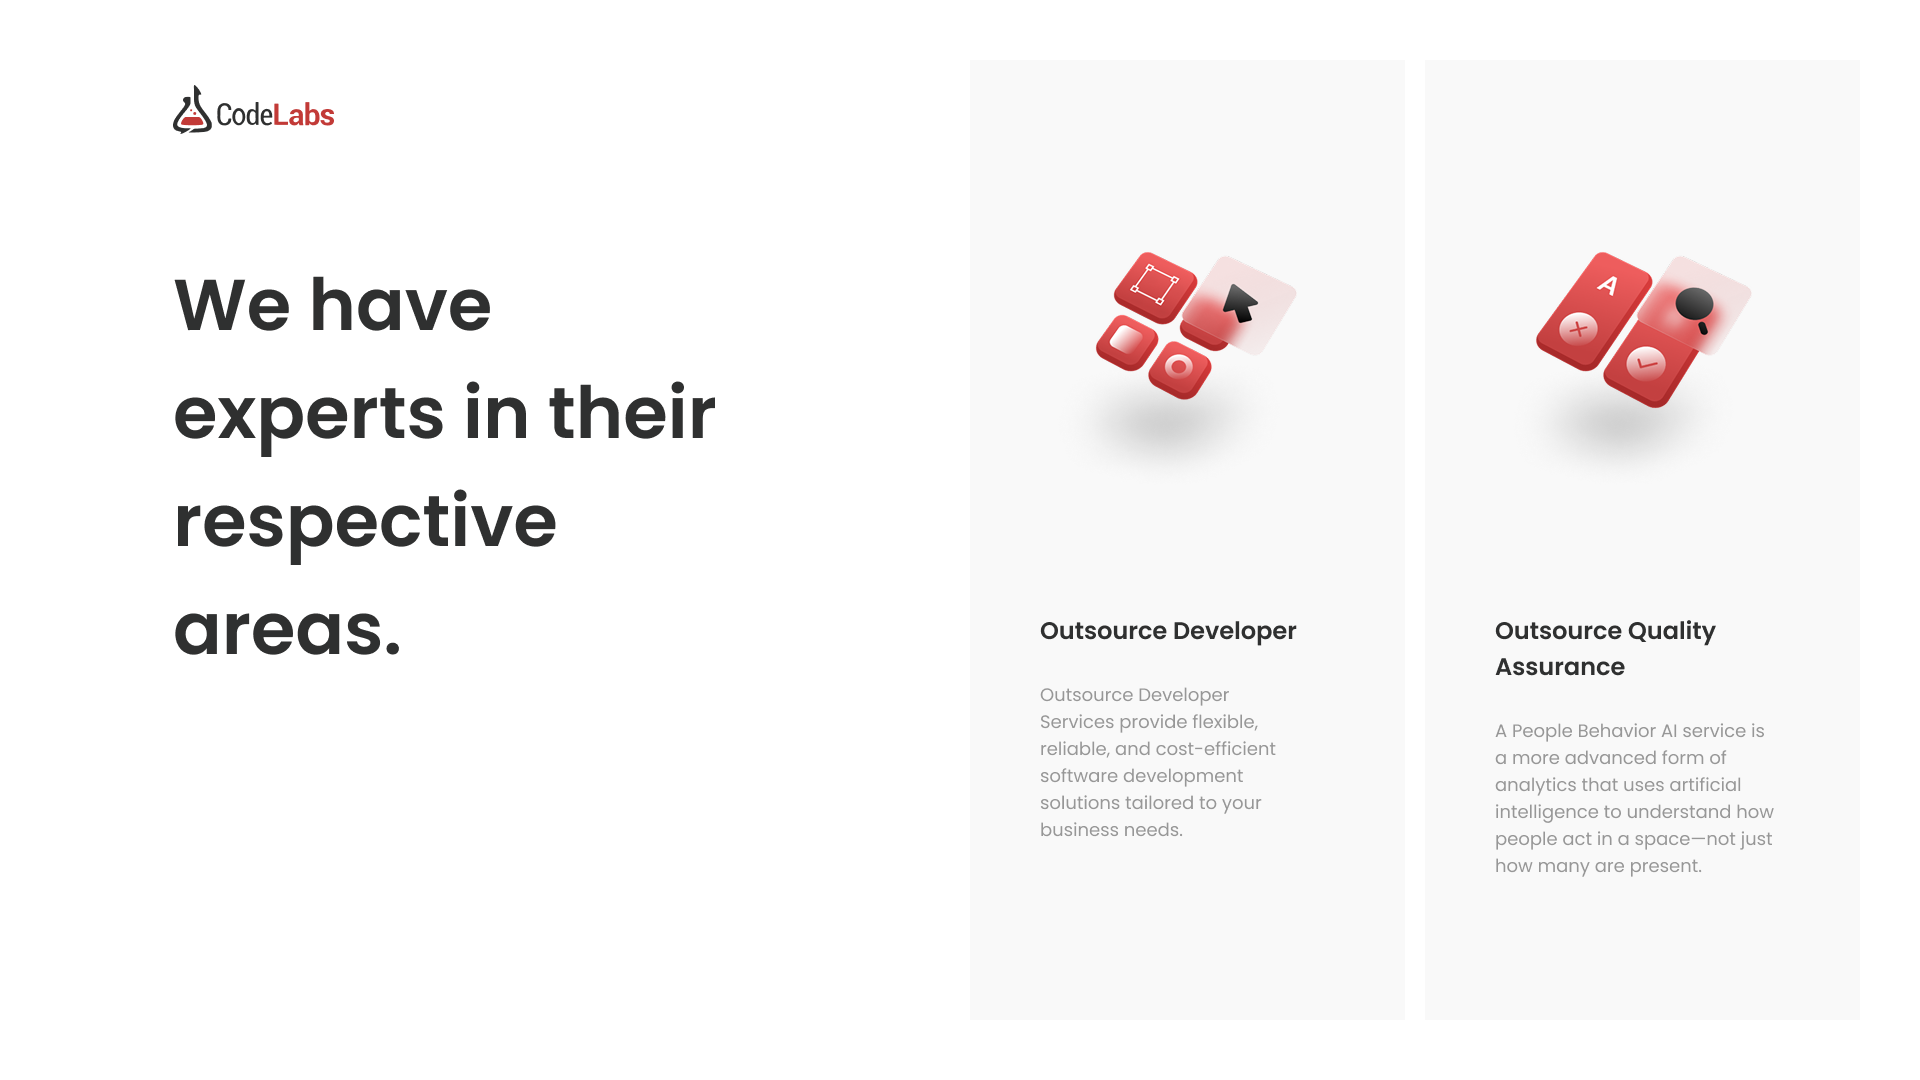 CodeLabs
We have
experts in their
respective
areas.
A
Outsource Developer
Outsource Developer
Services provide flexible,
reliable, and cost-efficient
software development
solutions tailored to your
business needs.
Outsource Quality
Assurance
A People Behavior AI service is
a more advanced form of
analytics that uses artificial
intelligence to understand how
people act in a space—not just
how many are present.